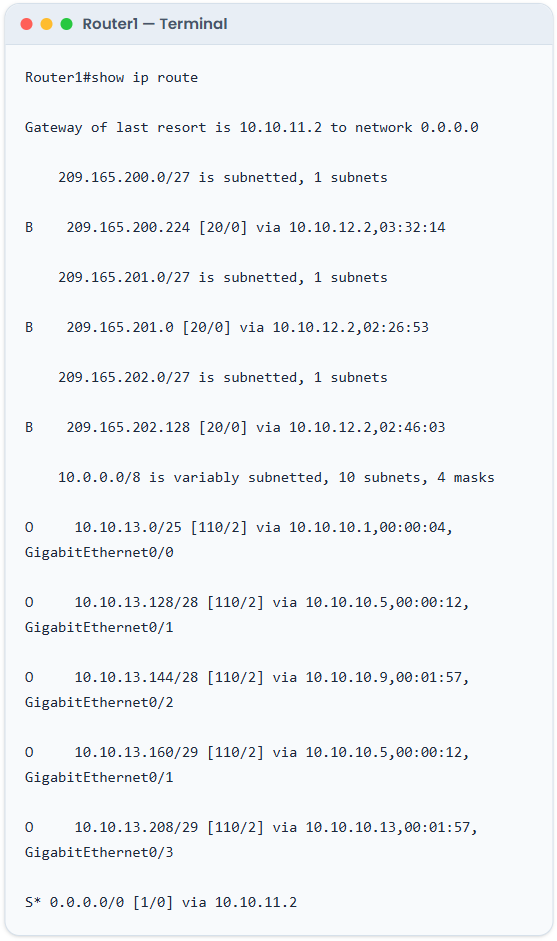 Router1 — Terminal
Router1#show ip route
Gateway of last resort is 10.10.11.2 to network 0.0.0.0
209.165.200.0/27 is subnetted, 1 subnets
B 209.165.200.224 [20/0] via 10.10.12.2,03:32:14
209.165.201.0/27 is subnetted, 1 subnets
B 209.165.201.0 [20/0] via 10.10.12.2,02:26:53
209.165.202.0/27 is subnetted, 1 subnets
B 209.165.202.128 [20/0] via 10.10.12.2,02:46:03
10.0.0.0/8 is variably subnetted, 10 subnets, 4 masks
O 10.10.13.0/25 [110/2] via 10.10.10.1,00:00:04,
GigabitEthernet0/0
O 10.10.13.128/28 [110/2] via 10.10.10.5,00:00:12,
GigabitEthernet0/1
O 10.10.13.144/28 [110/2] via 10.10.10.9,00:01:57,
GigabitEthernet0/2
O 10.10.13.160/29 [110/2] via 10.10.10.5,00:00:12,
GigabitEthernet0/1
O 10.10.13.208/29 [110/2] via 10.10.10.13,00:01:57,
GigabitEthernet0/3
S* 0.0.0.0/0 [1/0] via 10.10.11.2